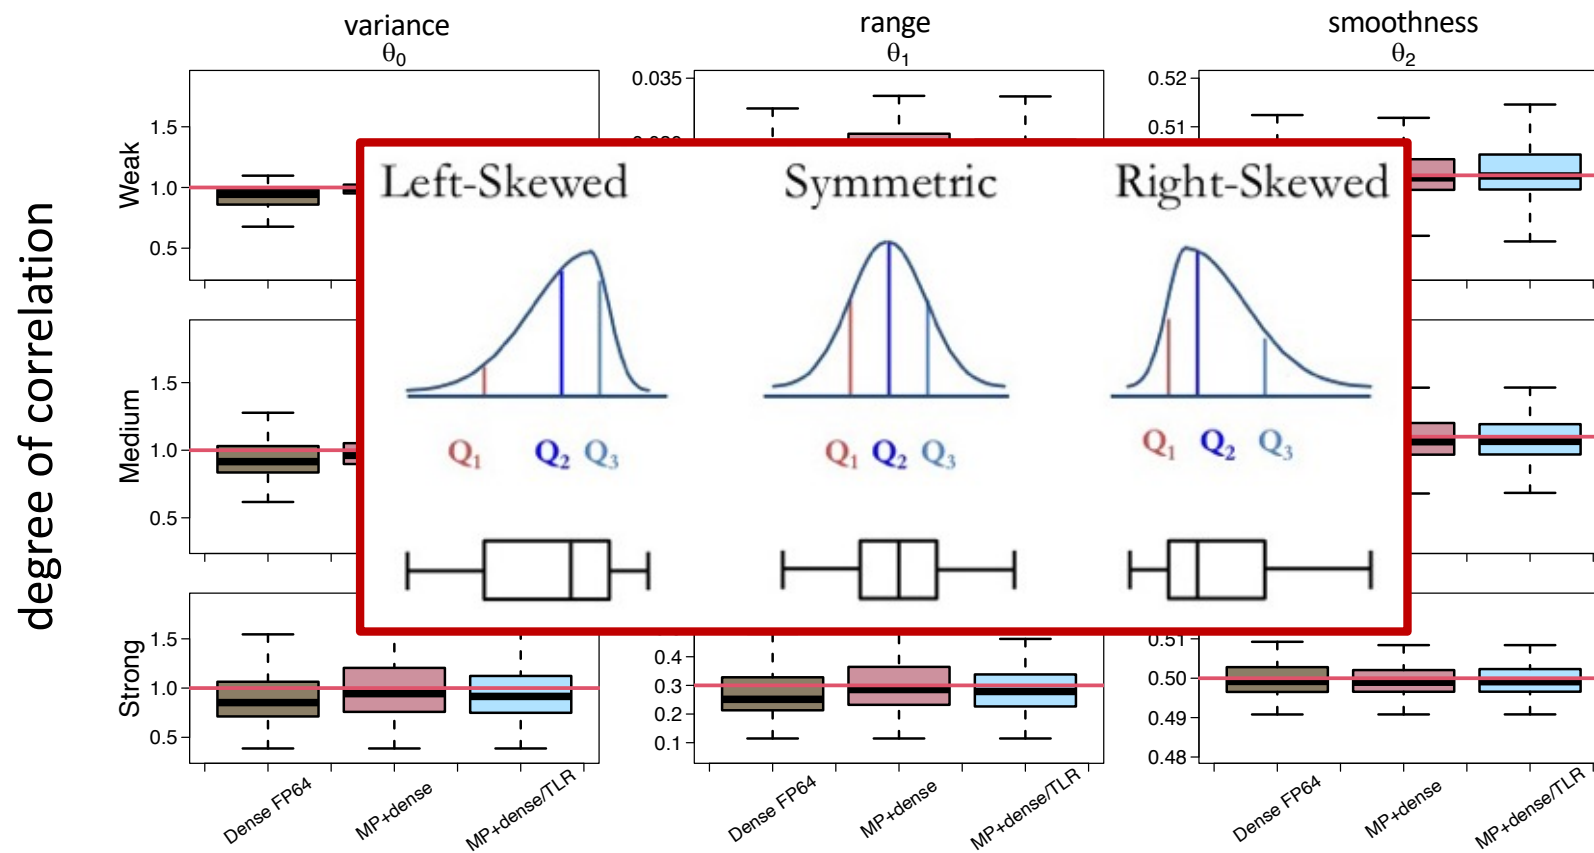 variance
θ0
range
θ1
smoothness
θ2
degree of correlation
Weak
1.5
1.0
0.5
0.035
0.52
0.51
Medium
1.5
1.0
0.5
Strong
1.5
1.0
0.5
0.4
0.3
0.2
0.1
0.51
0.50
0.49
0.48
Left-Skewed
Symmetric
Right-Skewed
Q1 Q2 Q3
Q1 Q2 Q3
Q1 Q2 Q3
Dense FP64
MP+dense
MP+dense/TLR
Dense FP64
MP+dense
MP+dense/TLR
Dense FP64
MP+dense
MP+dense/TLR